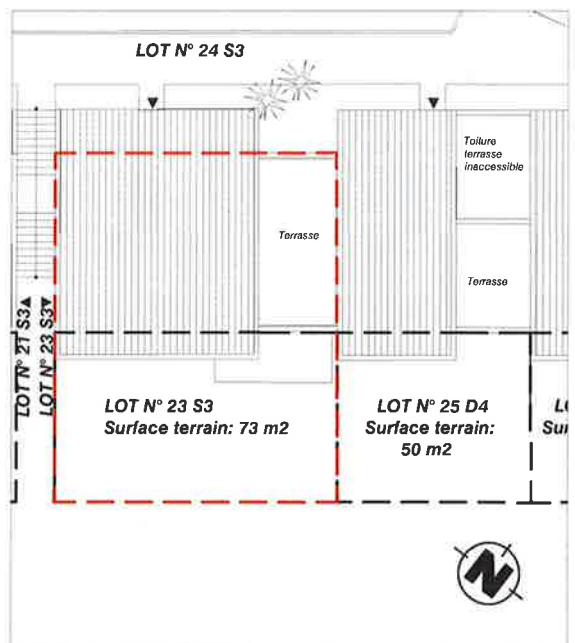 LOT N° 24 S3
Toiture
terrasse
inaccessible
Terrasse
Terrasse
LOT N° 21 S3
LOT N° 23 S3
LOT N° 23 S3
Surface terrain: 73 m2
LOT N° 25 D4
Surface terrain:
50 m2
N